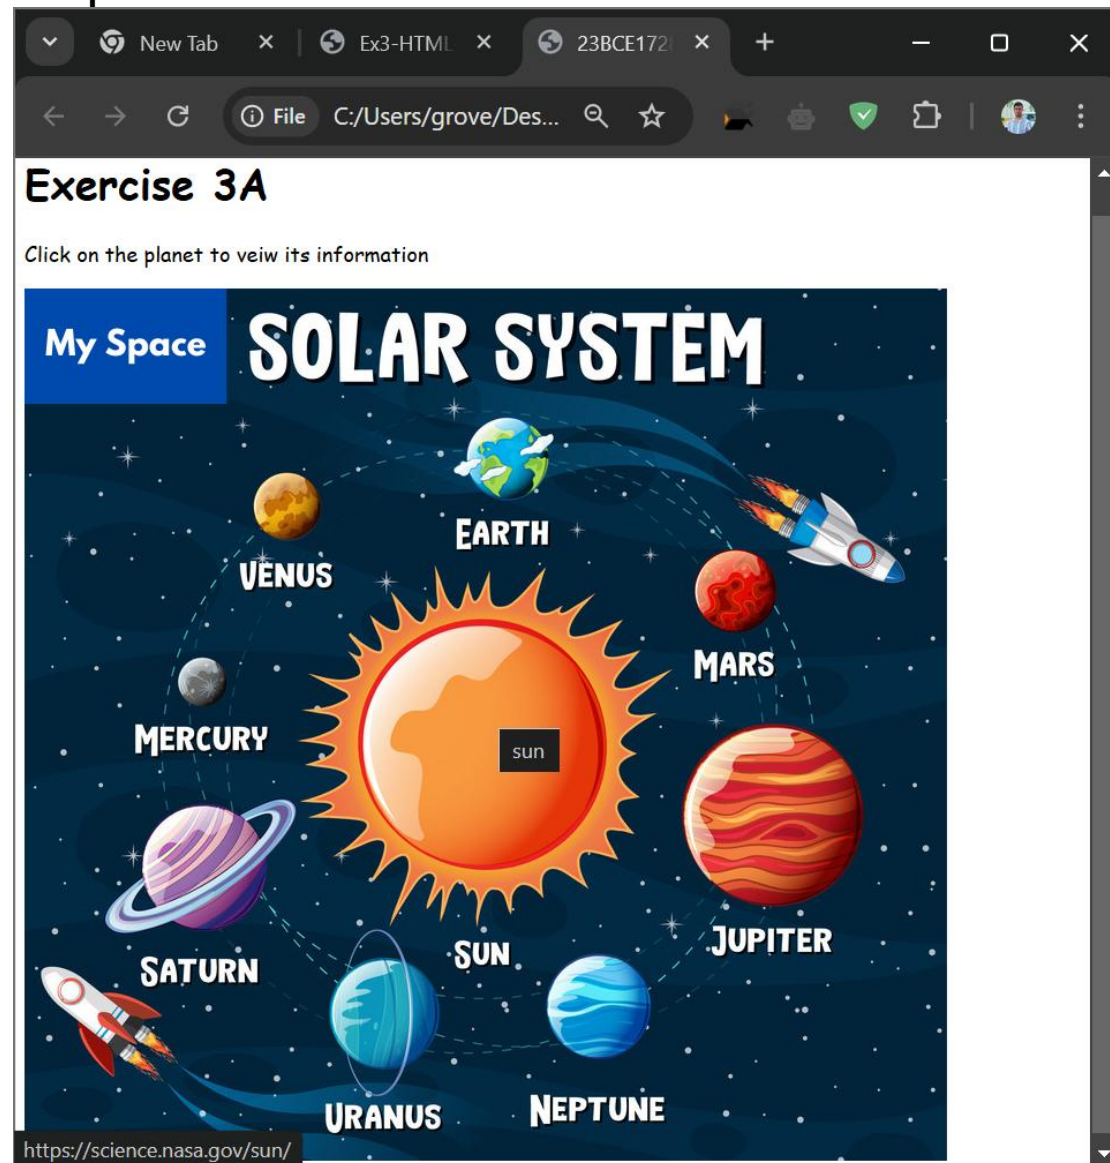 New Tab
Ex3-HTML
23BCE172
File
C:/Users/grove/Des...
Exercise 3A
Click on the planet to veiw its information
My Space
SOLAR SYSTEM
EARTH
VENUS
MARS
MERCURY
sun
JUPITER
SUN
SATURN
NEPTUNE
URANUS
https://science.nasa.gov/sun/